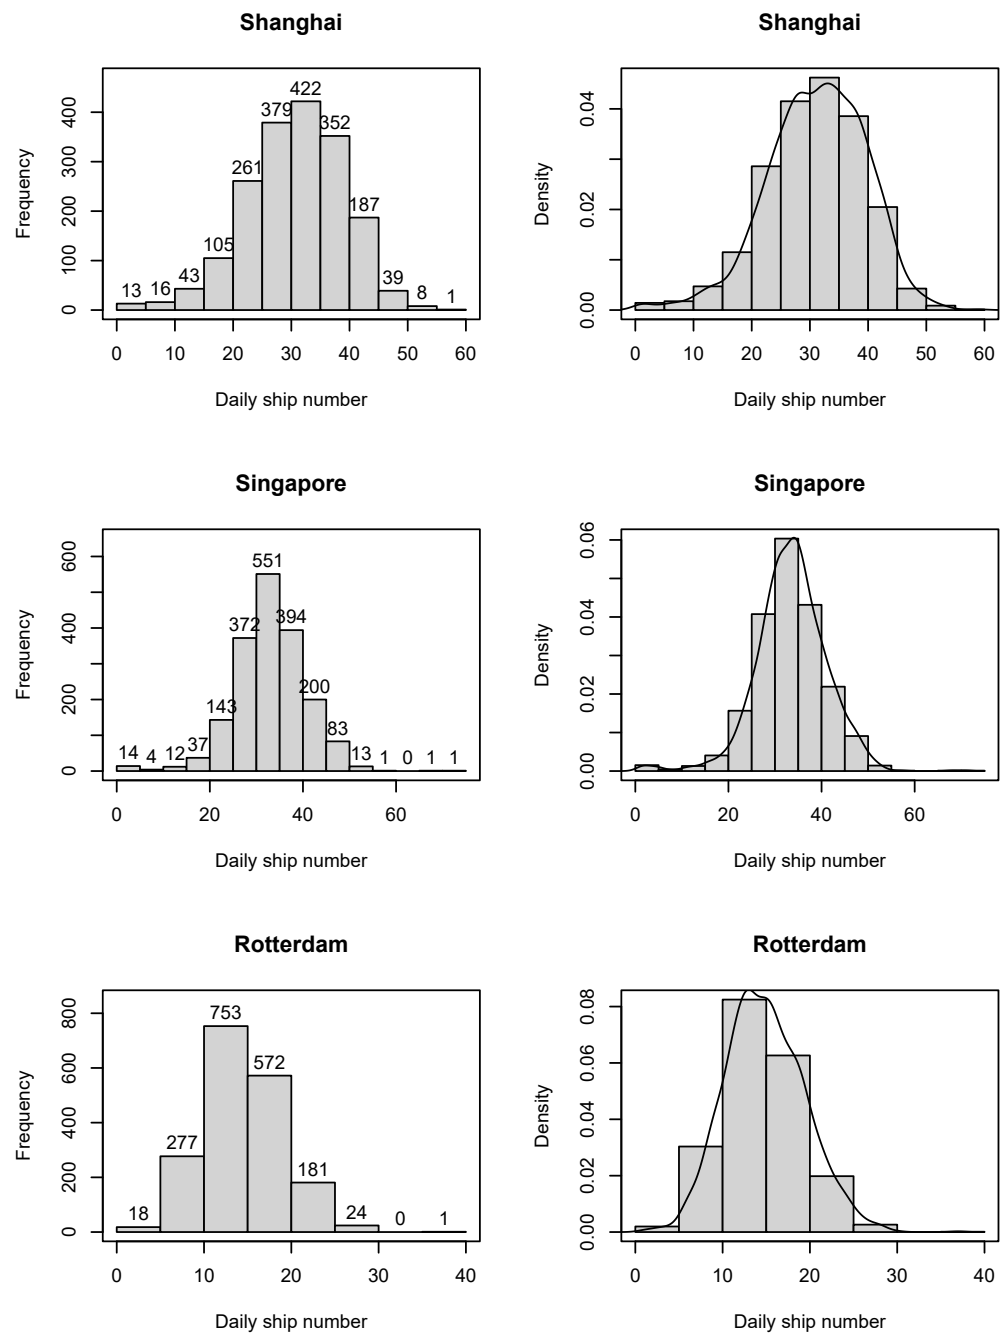 Shanghai
Frequency
0 100 200 300 400
13 16 43 105 261 379 422 352 187 39 8 1
0 10 20 30 40 50 60
Daily ship number
Shanghai
Density
0.00 0.02 0.04
0 10 20 30 40 50 60
Daily ship number
Singapore
Frequency
0 200 400 600
14 4 12 37 143 372 551 394 200 83 13 1 0 1 1
0 20 40 60
Daily ship number
Singapore
Density
0.00 0.02 0.04 0.06
0 20 40 60
Daily ship number
Rotterdam
Frequency
0 200 400 600 800
18 277 753 572 181 24 0 1
0 10 20 30 40
Daily ship number
Rotterdam
Density
0.00 0.02 0.04 0.06 0.08
0 10 20 30 40
Daily ship number